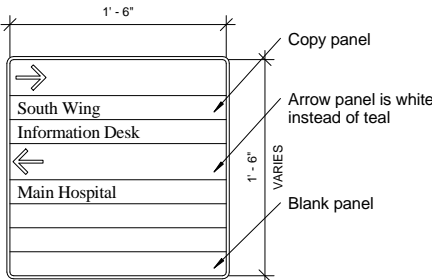 1' - 6"
Copy panel
South Wing
Information Desk
Arrow panel is white
instead of teal
Main Hospital
1' - 6"
VARIES
Blank panel